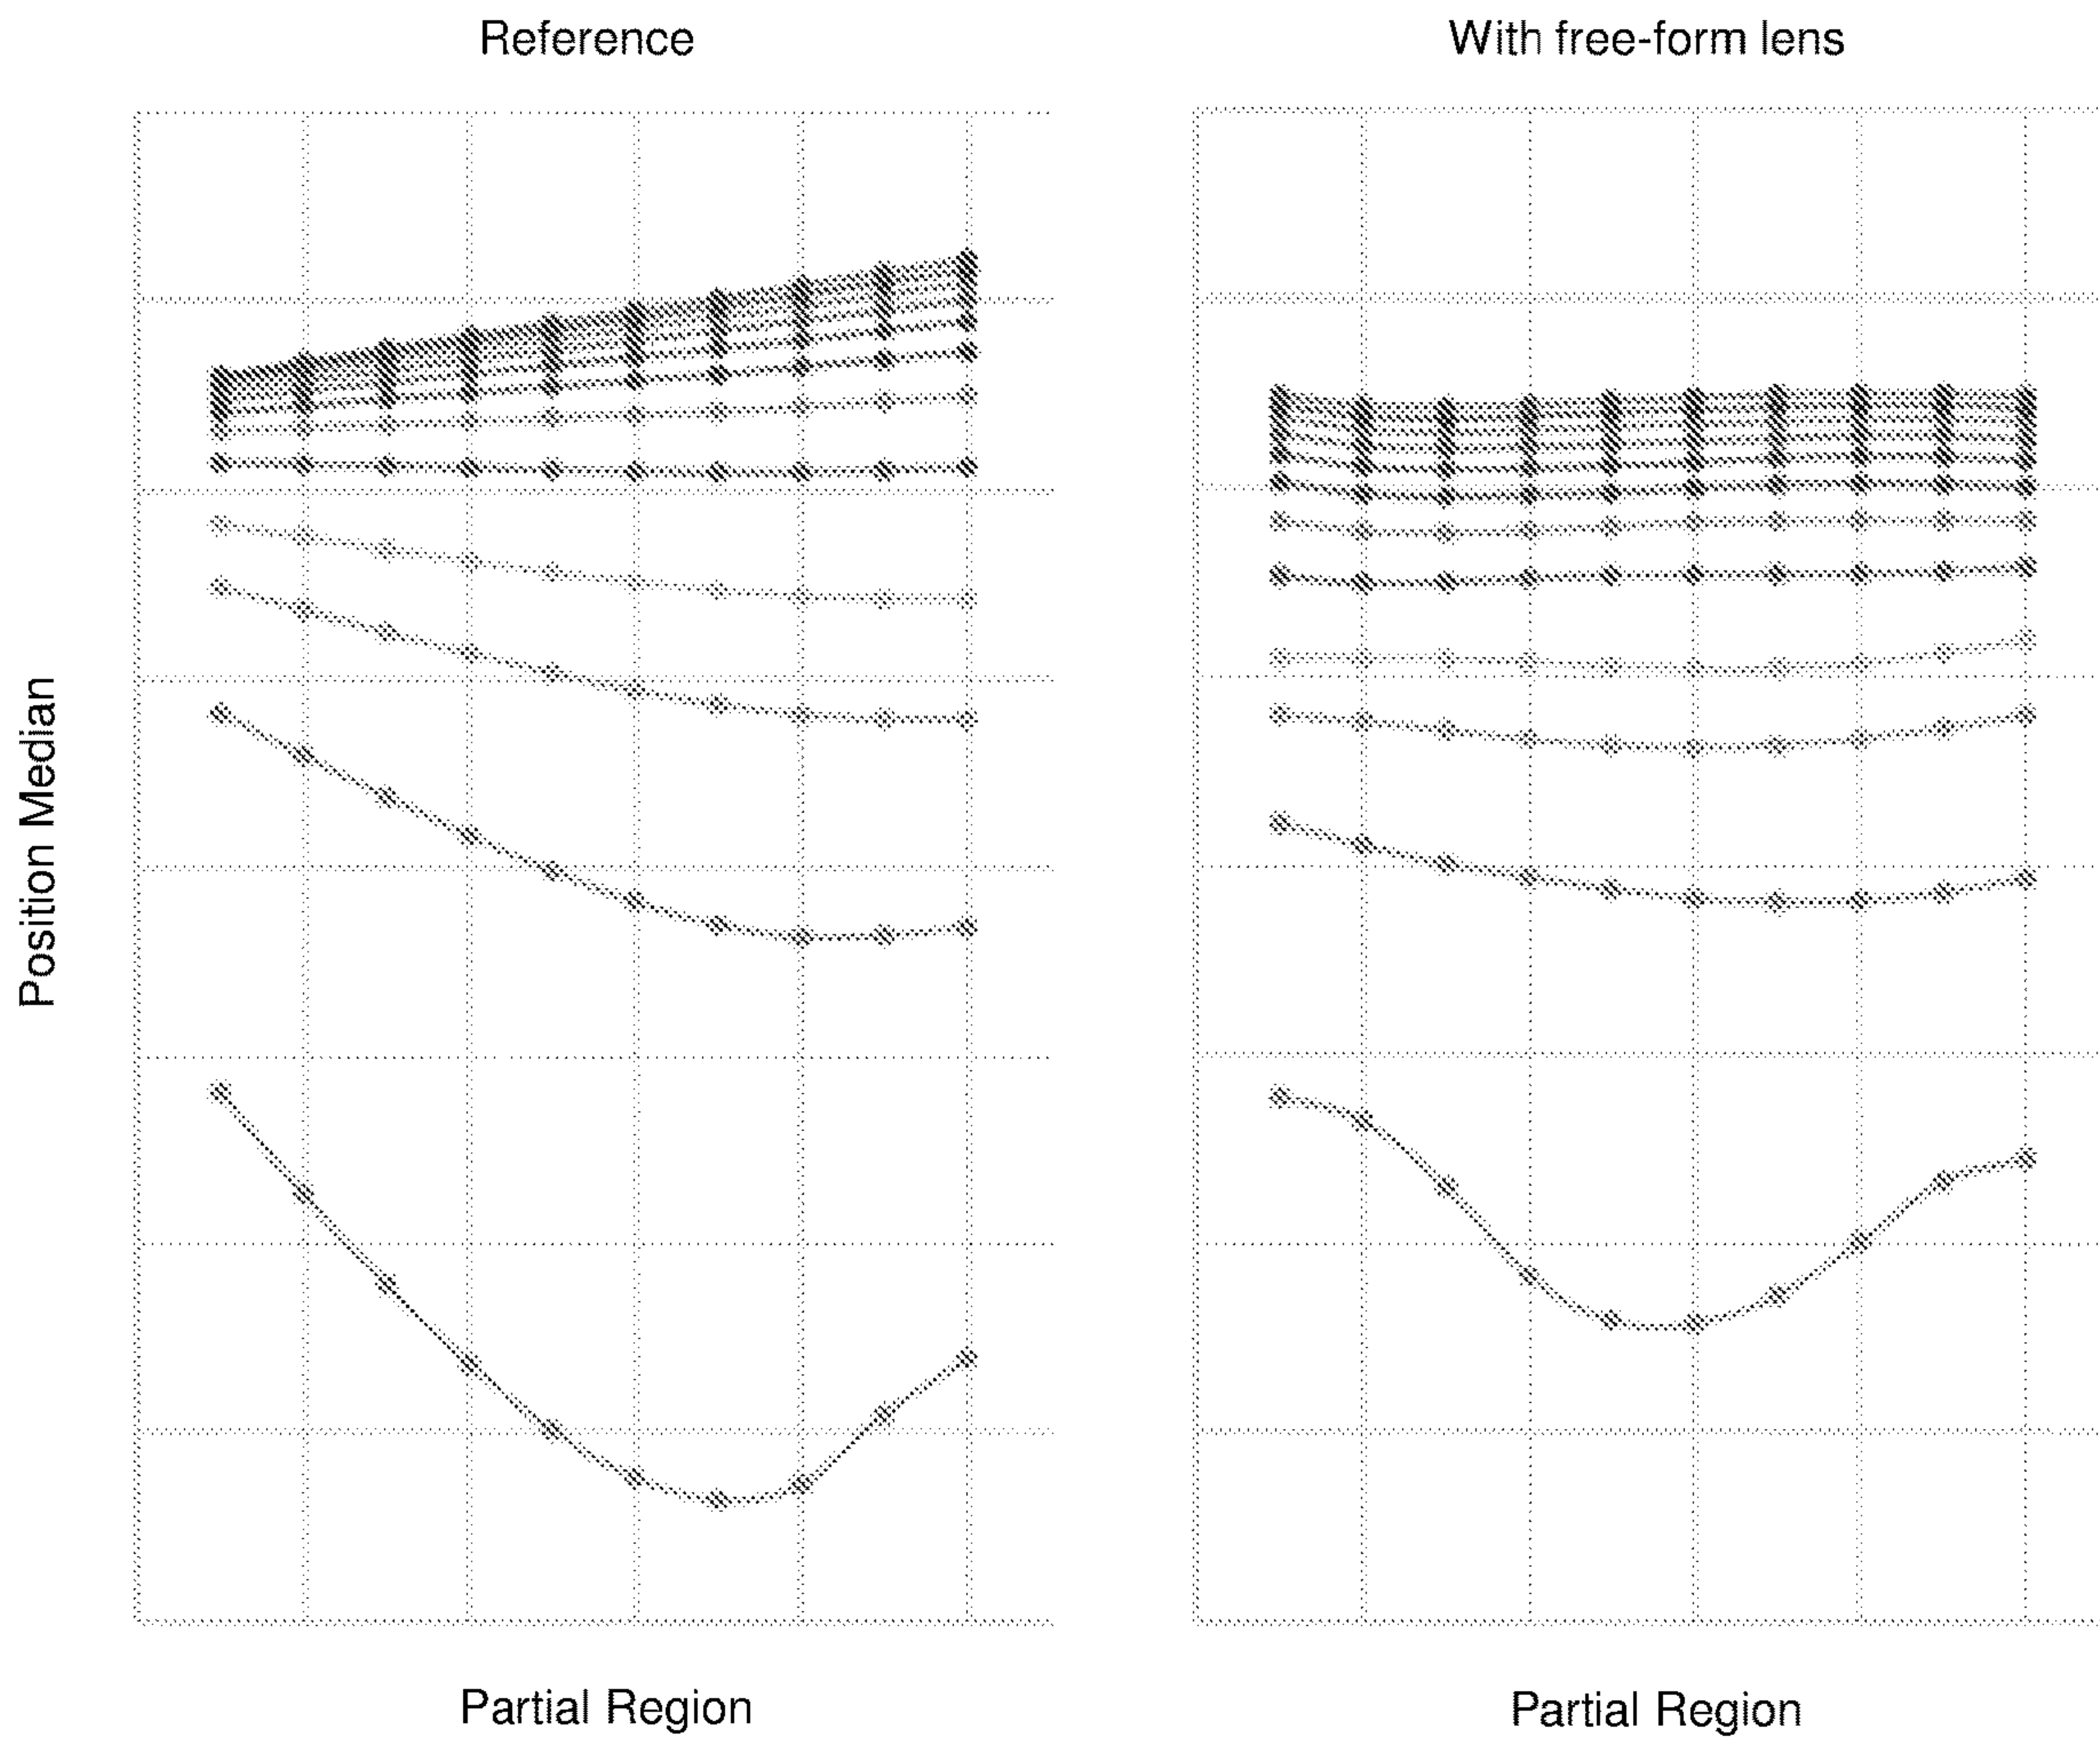 Reference
With free-form lens
Position Median
Partial Region
Partial Region